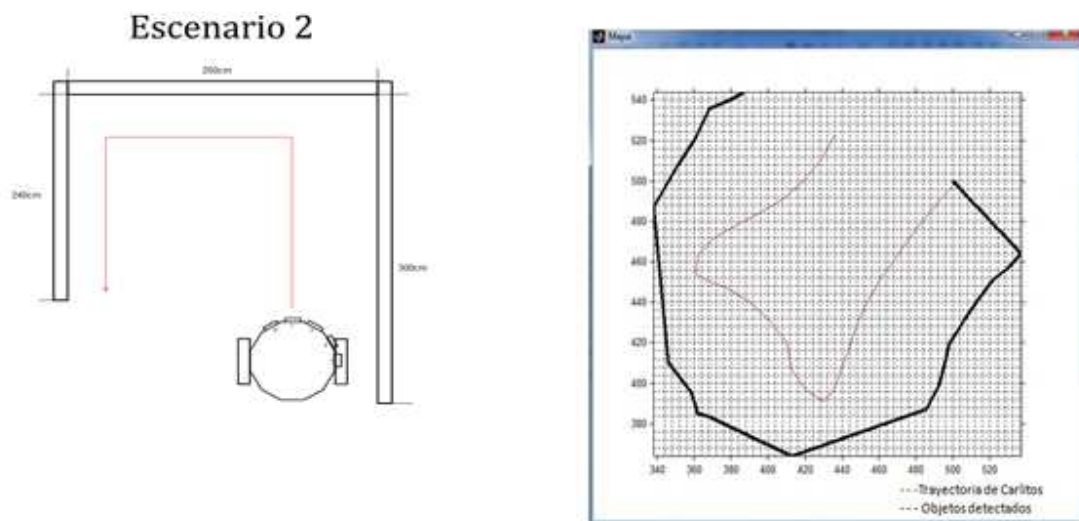 Escenario 2
240cm
300cm
Mapa
540
520
500
480
460
440
420
400
380
340 360 380 400 420 440 460 480 500 520
---Trayectoria de Carlitos
--- Objetos detectados